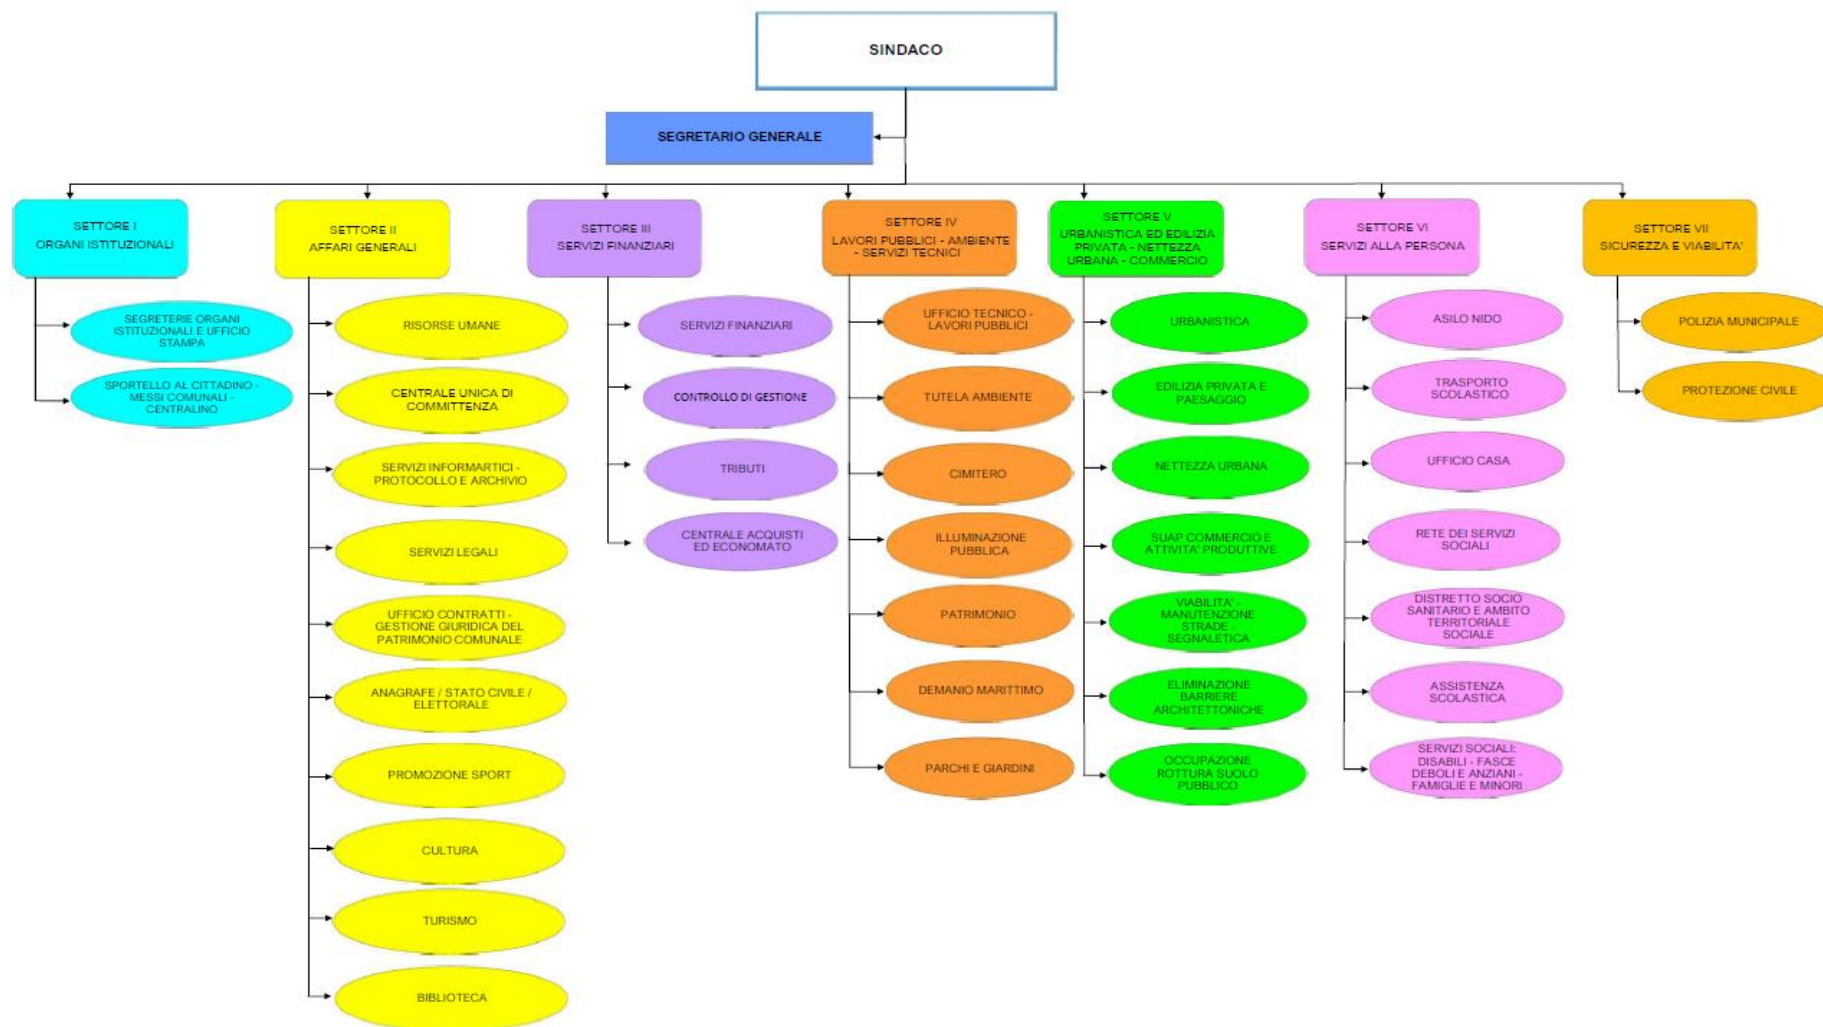 SINDACO
SEGRETARIO GENERALE
SETTORE I
ORGANI ISTITUZIONALI
SEGRETERIE ORGANI
ISTITUZIONALI E UFFICIO
STAMPA
SPORTELLO AL CITTADINO -
MESSI COMUNALI -
CENTRALINO
SETTORE II
AFFARI GENERALI
RISORSE UMANE
CENTRALE UNICA DI
COMMITTENZA
SERVIZI INFORMARTICI -
PROTOCOLLO E ARCHIVIO
SERVIZI LEGALI
UFFICIO CONTRATTI -
GESTIONE GIURIDICA DEL
PATRIMONIO COMUNALE
ANAGRAFE / STATO CIVILE /
ELETTORALE
PROMOZIONE SPORT
CULTURA
TURISMO
BIBLIOTECA
SETTORE III
SERVIZI FINANZIARI
SERVIZI FINANZIARI
CONTROLLO DI GESTIONE
TRIBUTI
CENTRALE ACQUISTI
ED ECONOMATO
SETTORE IV
LAVORI PUBBLICI - AMBIENTE
- SERVIZI TECNICI
UFFICIO TECNICO -
LAVORI PUBBLICI
TUTELA AMBIENTE
CIMITERO
ILLUMINAZIONE
PUBBLICA
PATRIMONIO
DEMANIO MARITTIMO
PARCHI E GIARDINI
SETTORE V
URBANISTICA ED EDILIZIA
PRIVATA - NETTEZZA
URBANA - COMMERCIO
URBANISTICA
EDILIZIA PRIVATA E
PAESAGGIO
NETTEZZA URBANA
SUAP COMMERCIO E
ATTIVITA' PRODUTTIVE
VIABILITA' -
MANUTENZIONE
STRADE -
SEGNALETICA
ELIMINAZIONE
BARRIERE
ARCHITETTONICHE
OCCUPAZIONE
ROTTURA SUOLO
PUBBLICO
SETTORE VI
SERVIZI ALLA PERSONA
ASILO NIDO
TRASPORTO
SCOLASTICO
UFFICIO CASA
RETE DEI SERVIZI
SOCIALI
DISTRETTO SOCIO
SANITARIO E AMBITO
TERRITORIALE
SOCIALE
ASSISTENZA
SCOLASTICA
SERVIZI SOCIALI:
DISABILI - FASCE
DEBOLI E ANZIANI -
FAMIGLIE E MINORI
SETTORE VII
SICUREZZA E VIABILITA'
POLIZIA MUNICIPALE
PROTEZIONE CIVILE